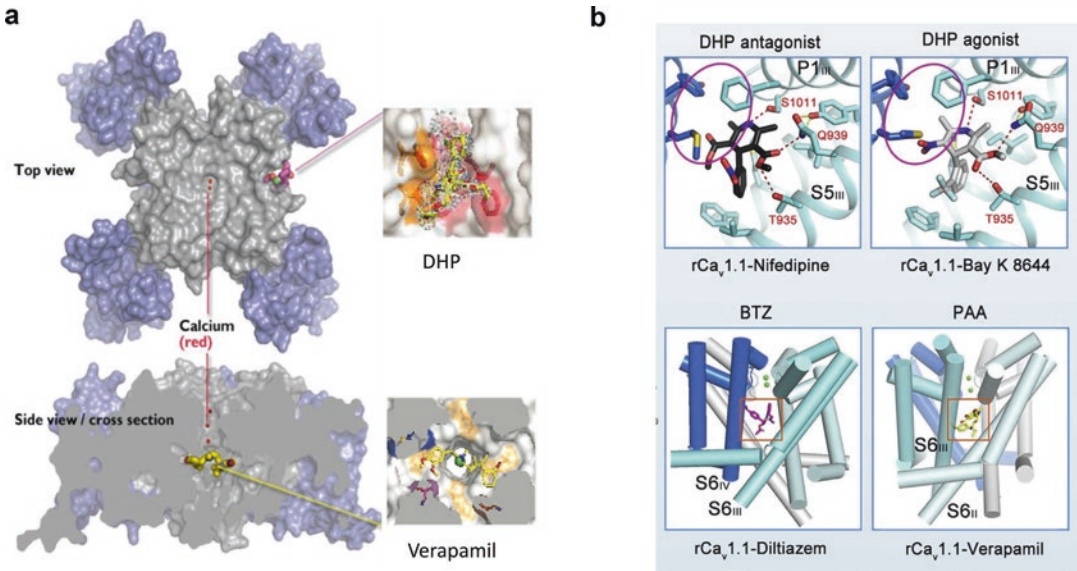 a
Top view
DHP
Calcium
(red)
Side view / cross section
Verapamil
b
DHP antagonist
P1III
S1011
Q939
S5III
T935
rCav1.1-Nifedipine
DHP agonist
P1III
S1011
Q939
S5III
T935
rCav1.1-Bay K 8644
BTZ
S6IV
S6III
rCav1.1-Diltiazem
PAA
S6III
S6II
rCav1.1-Verapamil